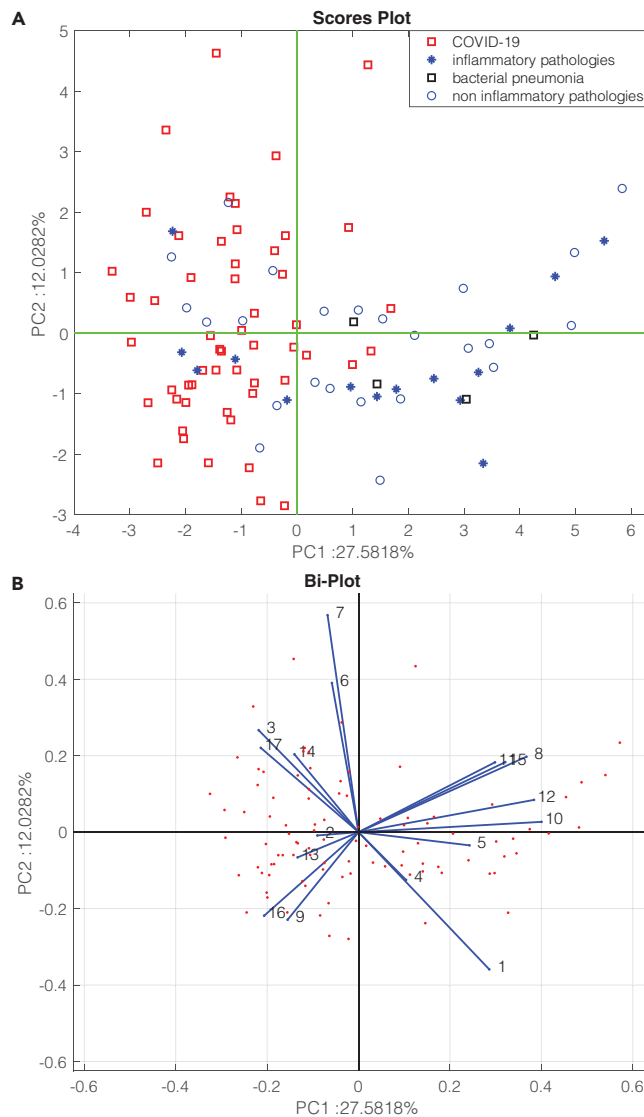 A
Scores Plot
COVID-19
inflammatory pathologies
bacterial pneumonia
non inflammatory pathologies
5
4
3
2
1
0
-1
-2
-3
PC2 :12.0282%
-4 -3 -2 -1 0 1 2 3 4 5 6
PC1 :27.5818%
B
Bi-Plot
0.6
0.4
0.2
0
-0.2
-0.4
-0.6
PC2 :12.0282%
7
6
3
17
14
11 15 8
12
10
2
5
13
4
16 9
1
-0.6 -0.4 -0.2 0 0.2 0.4 0.6
PC1 :27.5818%